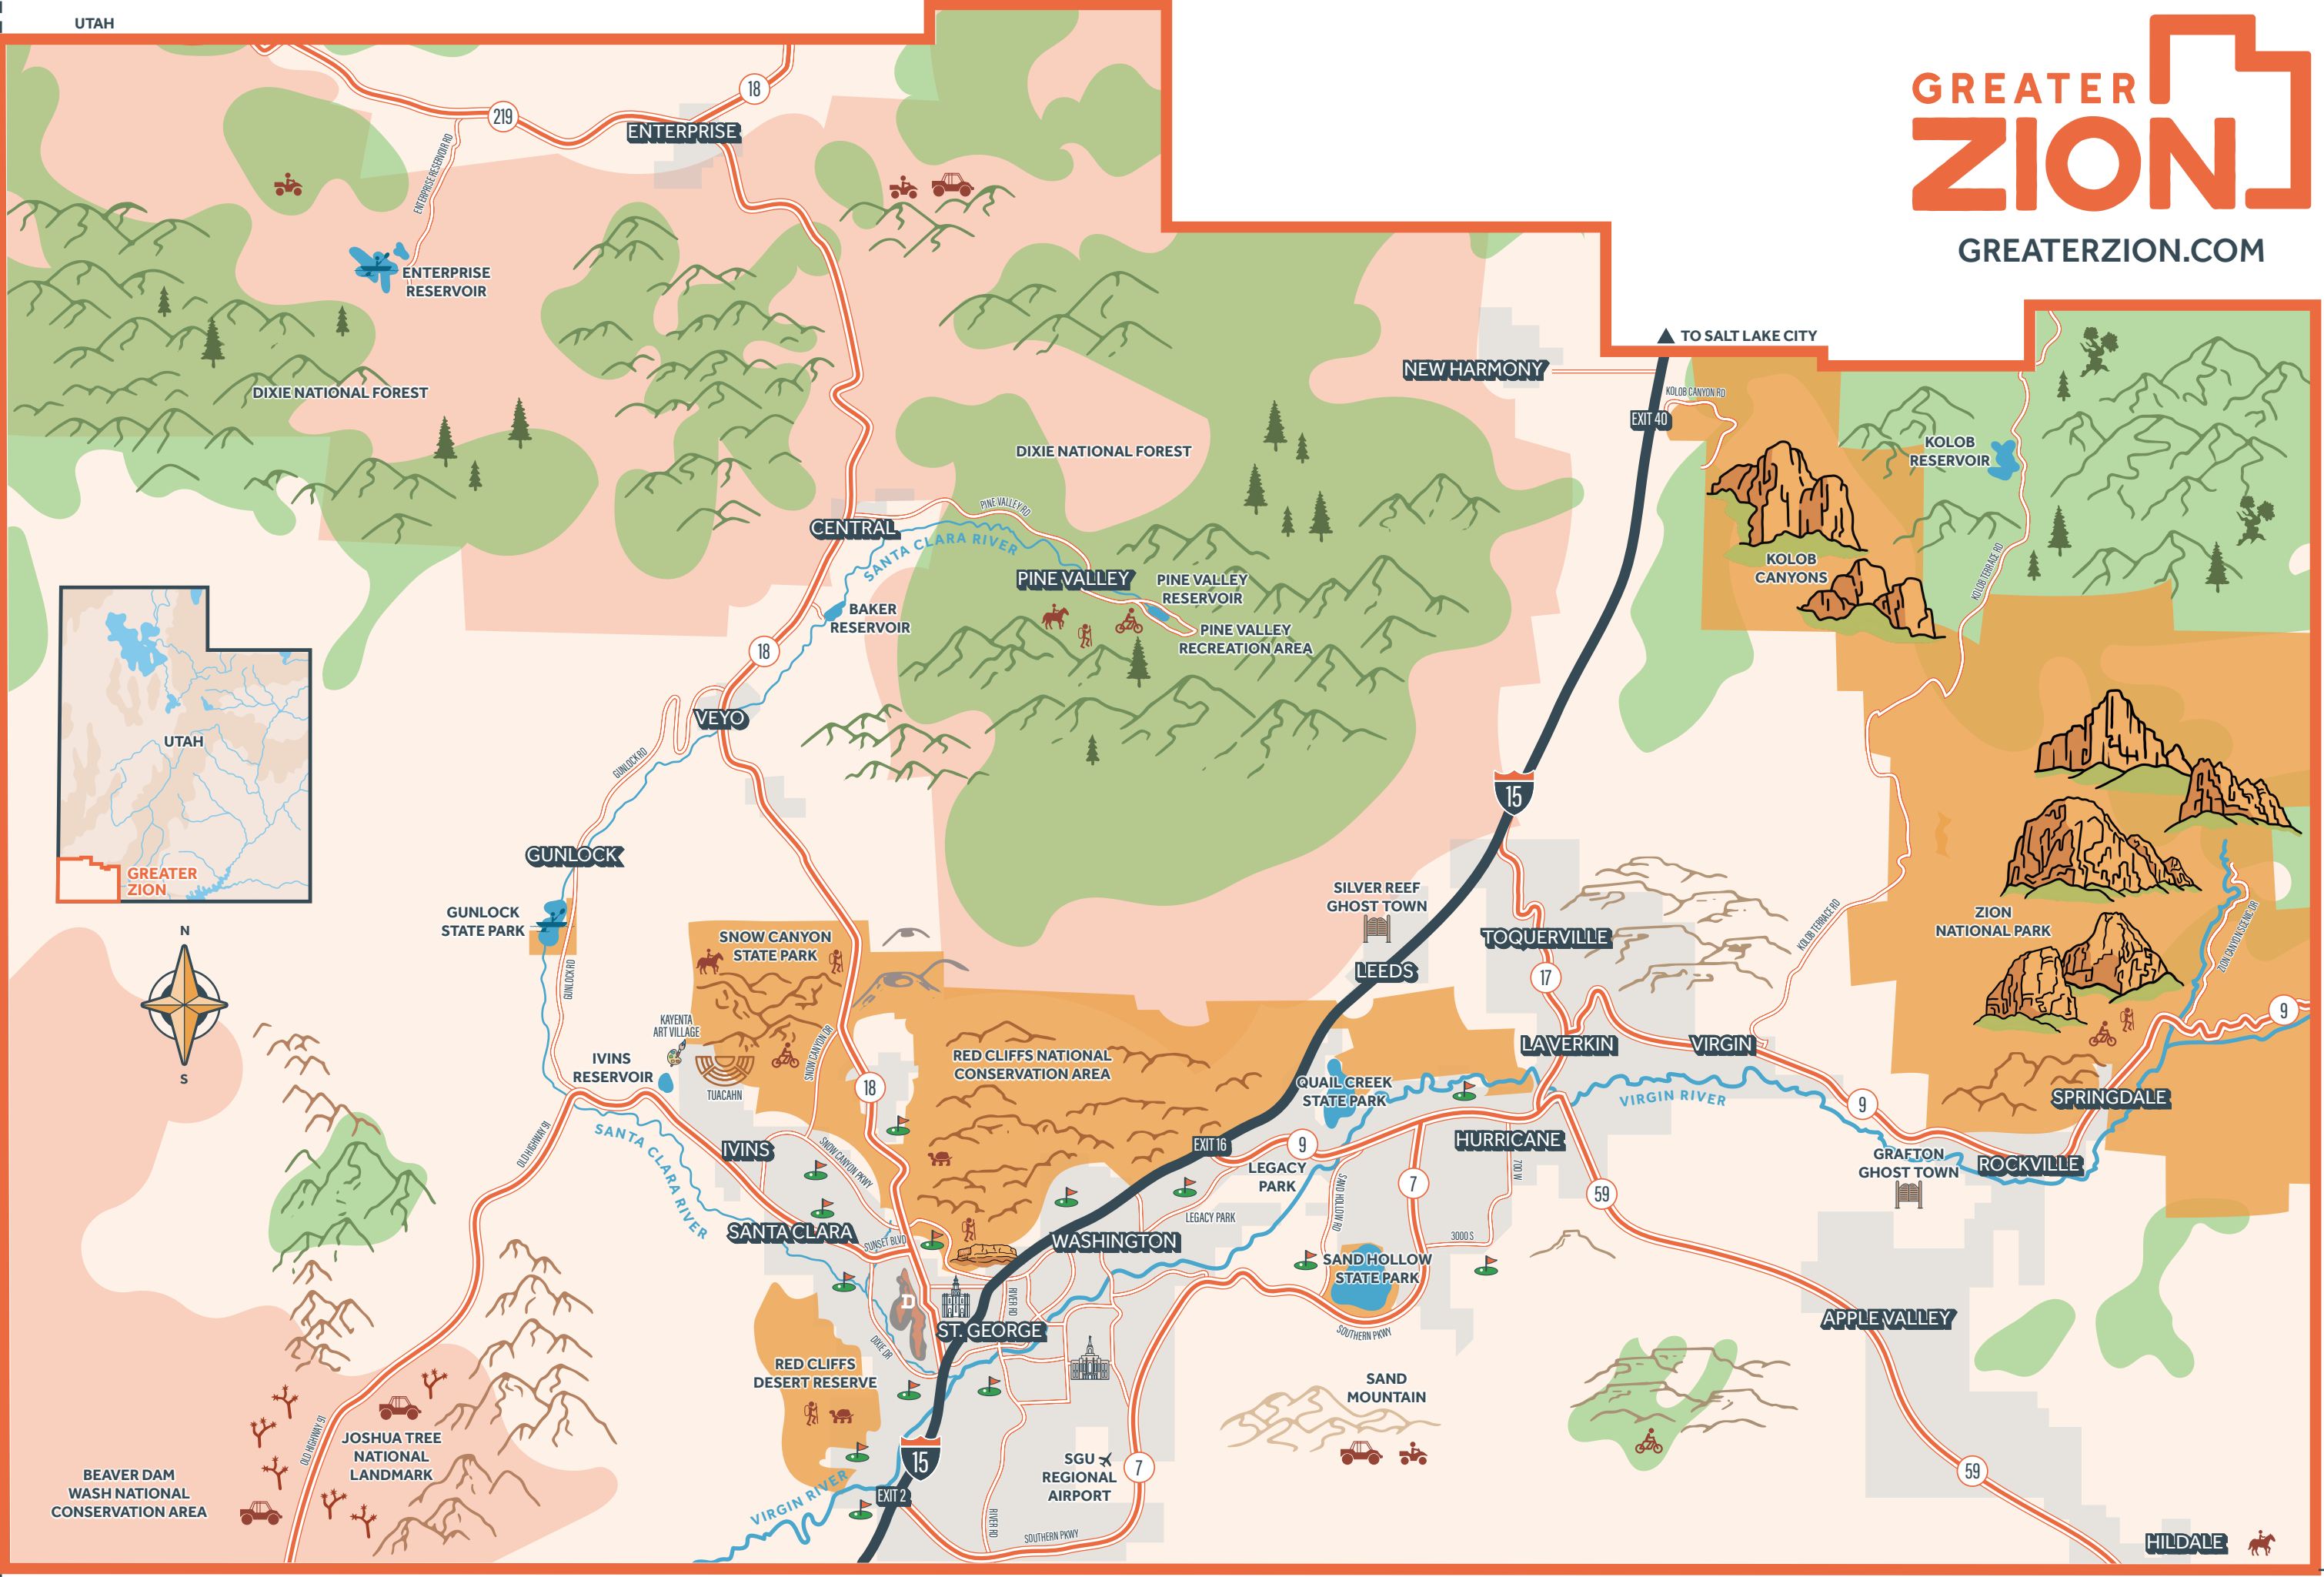 UTAH
GREATER
ZION
GREATERZION.COM
18
219
ENTERPRISE
ENTERPRISE RESERVOIR RD
ENTERPRISE
RESERVOIR
TO SALT LAKE CITY
NEW HARMONY
KOLOB CANYON RD
EXIT 40
DIXIE NATIONAL FOREST
DIXIE NATIONAL FOREST
KOLOB
RESERVOIR
PINE VALLEY RD
CENTRAL
SANTA CLARA RIVER
KOLOB
CANYONS
KOLOB TERRACE RD
PINE VALLEY
PINE VALLEY
RESERVOIR
BAKER
RESERVOIR
PINE VALLEY
RECREATION AREA
18
VEYO
UTAH
GUNLOCK RD
15
GREATER
ZION
GUNLOCK
SILVER REEF
GHOST TOWN
GUNLOCK
STATE PARK
ZION
NATIONAL PARK
KOLOB TERRACE RD
ZION CANYON SCENIC DR
N
S
SNOW CANYON
STATE PARK
TOQUERVILLE
LEEDS
17
GUNLOCK RD
9
KAYENTA
ART VILLAGE
SNOW CANYON DR
LA VERKIN
VIRGIN
IVINS
RESERVOIR
TUACAHN
RED CLIFFS NATIONAL
CONSERVATION AREA
18
QUAIL CREEK
STATE PARK
VIRGIN RIVER
9
SPRINGDALE
OLD HIGHWAY 91
SANTA CLARA RIVER
IVINS
SNOW CANYON PKWY
EXIT 16
9
HURRICANE
LEGACY
PARK
700 W
7
59
SAND HOLLOW RD
GRAFTON
GHOST TOWN
ROCKVILLE
LEGACY PARK
SANTA CLARA
SUNSET BLVD
WASHINGTON
3000 S
SAND HOLLOW
STATE PARK
D
RIVER RD
ST. GEORGE
SOUTHERN PKWY
DIXIE DR
APPLE VALLEY
RED CLIFFS
DESERT RESERVE
SAND
MOUNTAIN
OLD HIGHWAY 91
JOSHUA TREE
NATIONAL
LANDMARK
BEAVER DAM
WASH NATIONAL
CONSERVATION AREA
15
SGU
REGIONAL
AIRPORT
7
59
VIRGIN RIVER
EXIT 2
RIVER RD
SOUTHERN PKWY
HILDALE